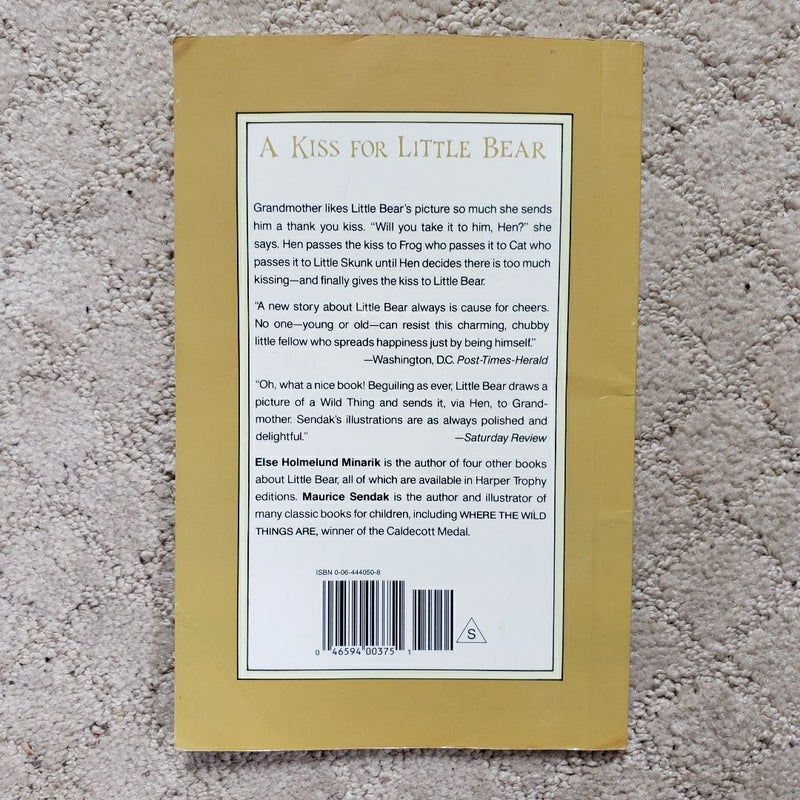 A KISS FOR LITTLE BEAR
Grandmother likes Little Bear's picture so much she sends
him a thank you kiss. "Will you take it to him, Hen?" she
says. Hen passes the kiss to Frog who passes it to Cat who
passes it to Little Skunk until Hen decides there is too much
kissing—and finally gives the kiss to Little Bear.
"A new story about Little Bear always is cause for cheers.
No one—young or old—can resist this charming, chubby
little fellow who spreads happiness just by being himself."
—Washington, D.C. Post-Times-Herald
"Oh, what a nice book! Beguiling as ever, Little Bear draws a
picture of a Wild Thing and sends it, via Hen, to Grand-
mother. Sendak's illustrations are as always polished and
delightful." —Saturday Review
Else Holmelund Minarik is the author of four other books
about Little Bear, all of which are available in Harper Trophy
editions. Maurice Sendak is the author and illustrator of
many classic books for children, including WHERE THE WILD
THINGS ARE, winner of the Caldecott Medal.
ISBN 0-06-444050-8
S
0 46594 00375 1